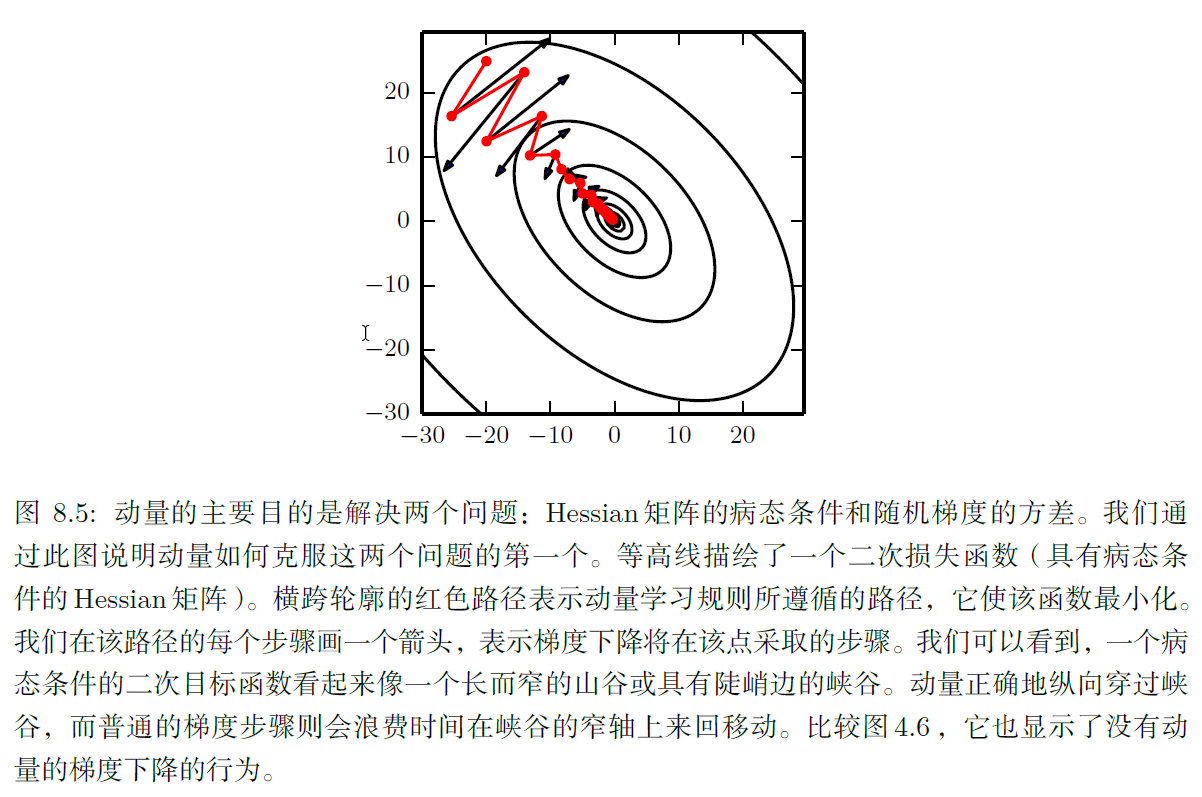 20
10
0
−10
−20
−30
−30 −20 −10 0 10 20
图 8.5: 动量的主要目的是解决两个问题：Hessian 矩阵的病态条件和随机梯度的方差。我们通
过此图说明动量如何克服这两个问题的第一个。等高线描绘了一个二次损失函数（具有病态条
件的 Hessian 矩阵）。横跨轮廓的红色路径表示动量学习规则所遵循的路径，它使该函数最小化。
我们在该路径的每个步骤画一个箭头，表示梯度下降将在该点采取的步骤。我们可以看到，一个病
态条件的二次目标函数看起来像一个长而窄的山谷或具有陡峭边的峡谷。动量正确地纵向穿过峡
谷，而普通的梯度步骤则会浪费时间在峡谷的窄轴上来回移动。比较图 4.6 ，它也显示了没有动
量的梯度下降的行为。